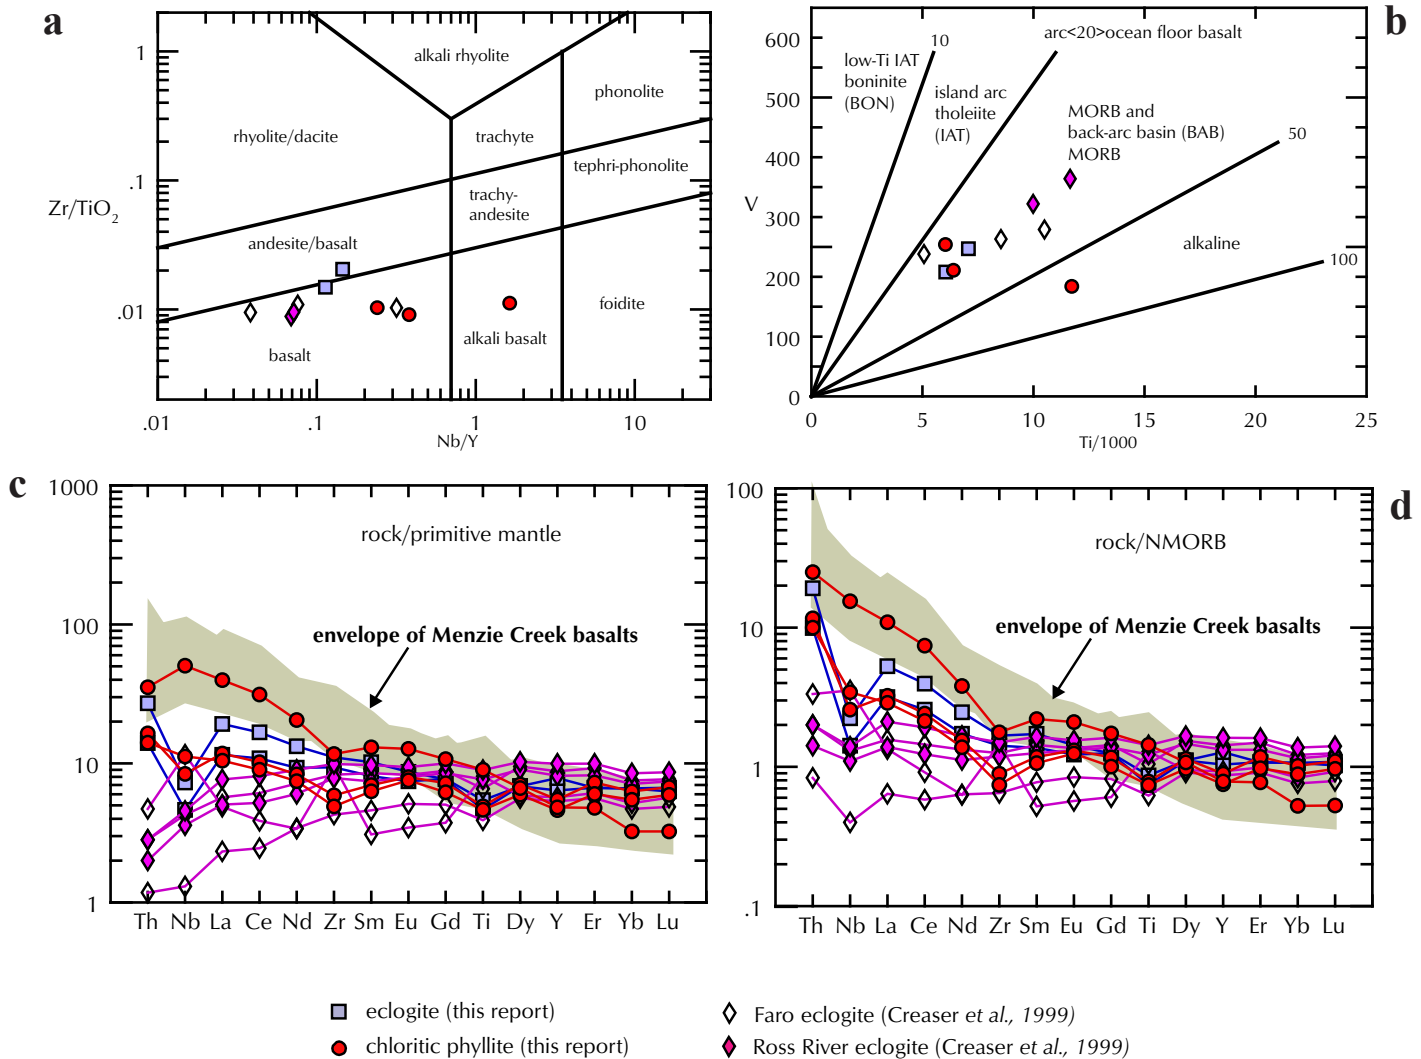 a
1
.1
.01
Zr/TiO2
alkali rhyolite
phonolite
rhyolite/dacite
trachyte
tephri-phonolite
trachy-
andesite
andesite/basalt
foidite
alkali basalt
basalt
.01
.1
1
10
Nb/Y
b
600
500
400
300
200
100
0
V
10
arc<20>ocean floor basalt
low-Ti IAT
boninite
(BON)
island arc
tholeiite
(IAT)
MORB and
back-arc basin (BAB)
MORB
50
alkaline
100
0
5
10
15
20
25
Ti/1000
c
1000
100
10
1
rock/primitive mantle
envelope of Menzie Creek basalts
Th Nb La Ce Nd Zr Sm Eu Gd Ti Dy Y Er Yb Lu
d
100
10
1
.1
rock/NMORB
envelope of Menzie Creek basalts
Th Nb La Ce Nd Zr Sm Eu Gd Ti Dy Y Er Yb Lu
eclogite (this report)
chloritic phyllite (this report)
Faro eclogite (Creaser et al., 1999)
Ross River eclogite (Creaser et al., 1999)